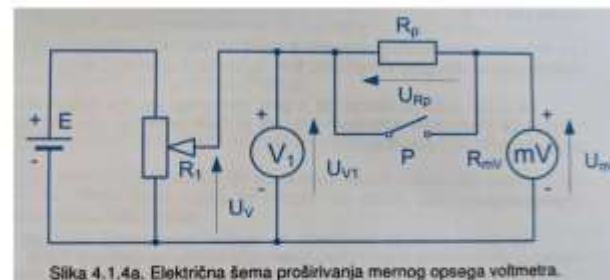 Rp
+ E
-
R1
UV
+
V1
-
UV1
URp
P
RmV
+
mV
-
Um
Slika 4.1.4a. Električna šema proširivanja mernog opsega voltmetra.